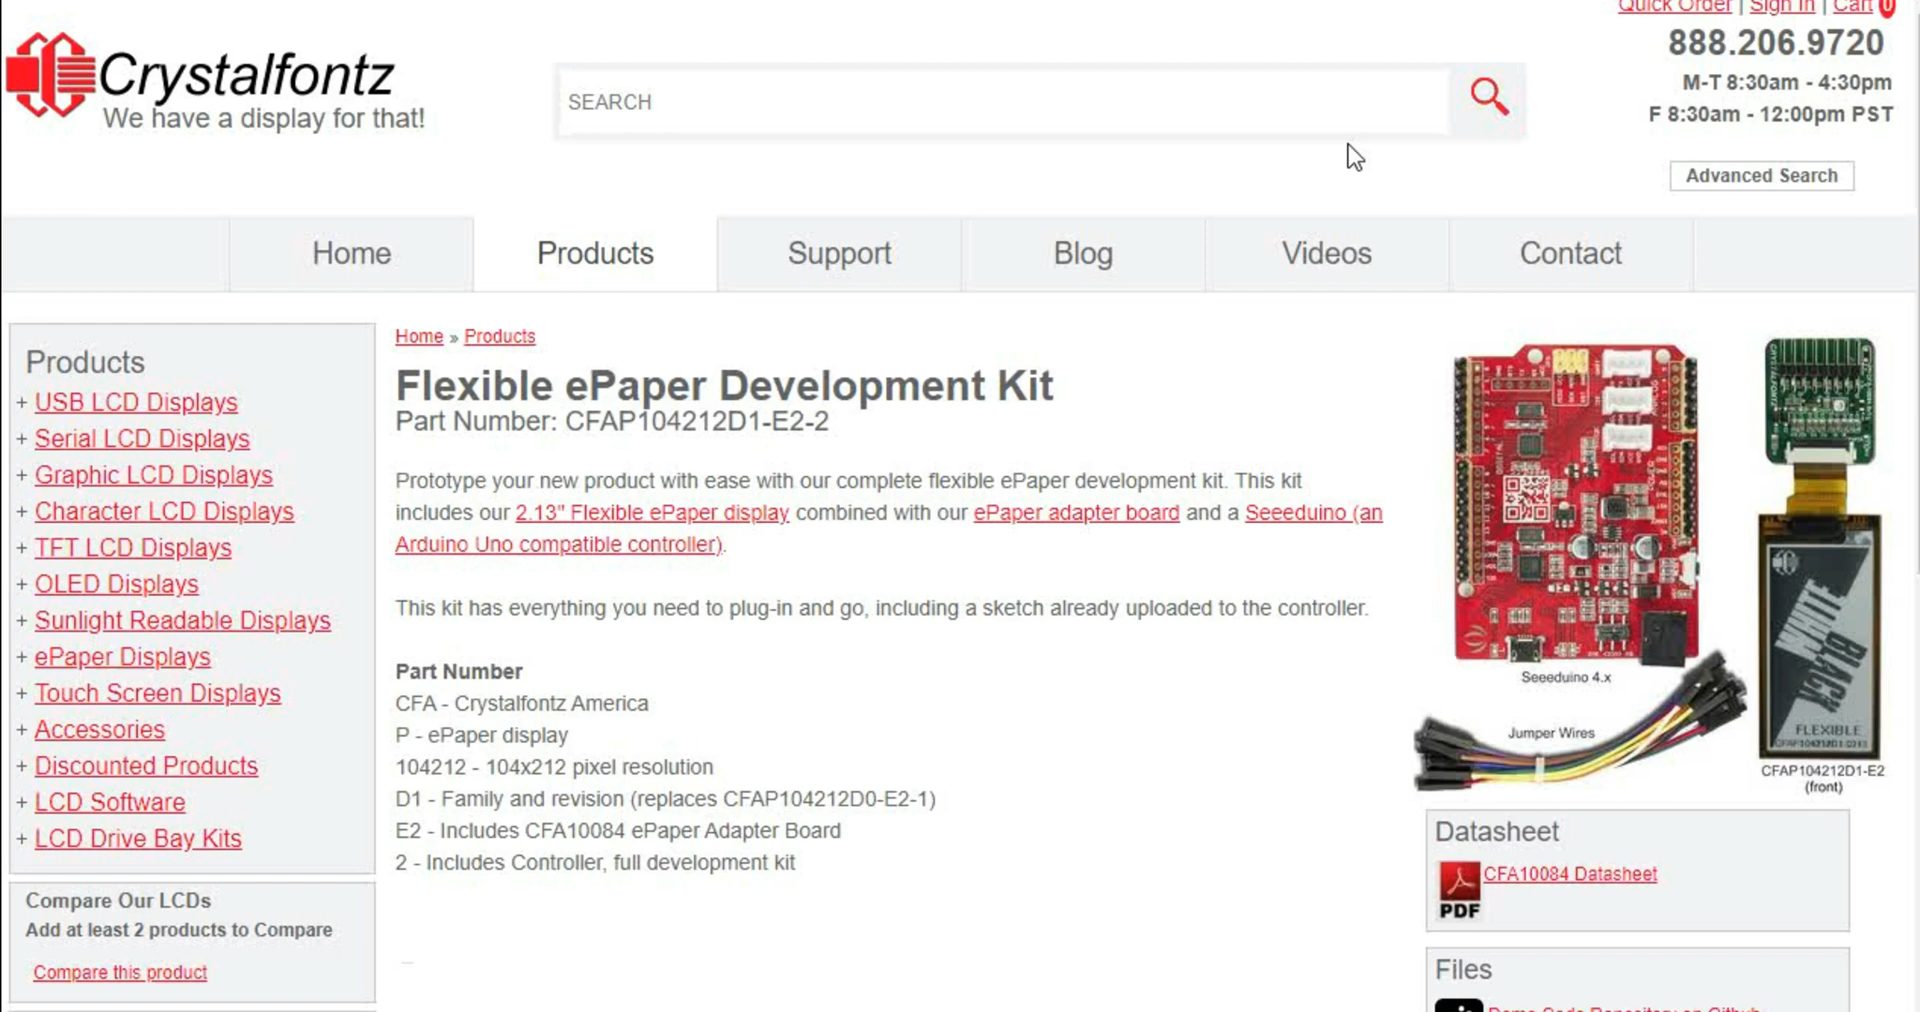 Quick Order | Sign In | Cart 0
Crystalfontz
We have a display for that!
SEARCH
888.206.9720
M-T 8:30am - 4:30pm
F 8:30am - 12:00pm PST
Advanced Search
Home
Products
Support
Blog
Videos
Contact
Products
+ USB LCD Displays
+ Serial LCD Displays
+ Graphic LCD Displays
+ Character LCD Displays
+ TFT LCD Displays
+ OLED Displays
+ Sunlight Readable Displays
+ ePaper Displays
+ Touch Screen Displays
+ Accessories
+ Discounted Products
+ LCD Software
+ LCD Drive Bay Kits
Compare Our LCDs
Add at least 2 products to Compare
Compare this product
Home » Products
Flexible ePaper Development Kit
Part Number: CFAP104212D1-E2-2
Prototype your new product with ease with our complete flexible ePaper development kit. This kit
includes our 2.13" Flexible ePaper display combined with our ePaper adapter board and a Seeeduino (an
Arduino Uno compatible controller).
This kit has everything you need to plug-in and go, including a sketch already uploaded to the controller.
Part Number
CFA - Crystalfontz America
P - ePaper display
104212 - 104x212 pixel resolution
D1 - Family and revision (replaces CFAP104212D0-E2-1)
E2 - Includes CFA10084 ePaper Adapter Board
2 - Includes Controller, full development kit
Seeeduino 4.x
Jumper Wires
WHITE
BLACK
FLEXIBLE
CFAP104212D1-E2
(front)
Datasheet
PDF
CFA10084 Datasheet
Files
Demo Code Repository on Github